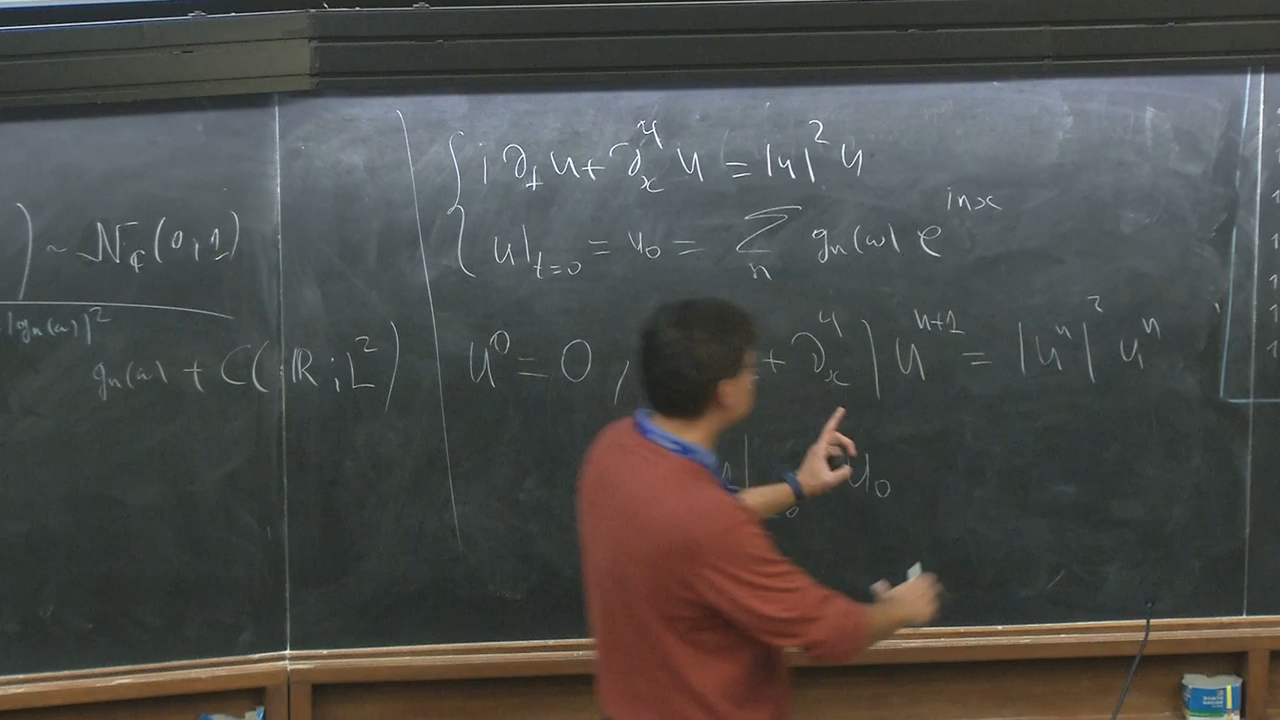 ) ~ N_ℂ(0,1)
|g_n(ω)|^2
g_n(ω) + C(ℝ; L^2)
{ i ∂_t u + ∂_x^4 u = |u|^2 u
u|_{t=0} = u_0 = Σ_n g_n(ω) e^{inx}
u^0 = 0, + ∂_x^4) u^{n+1} = |u^n|^2 u^n
u_0